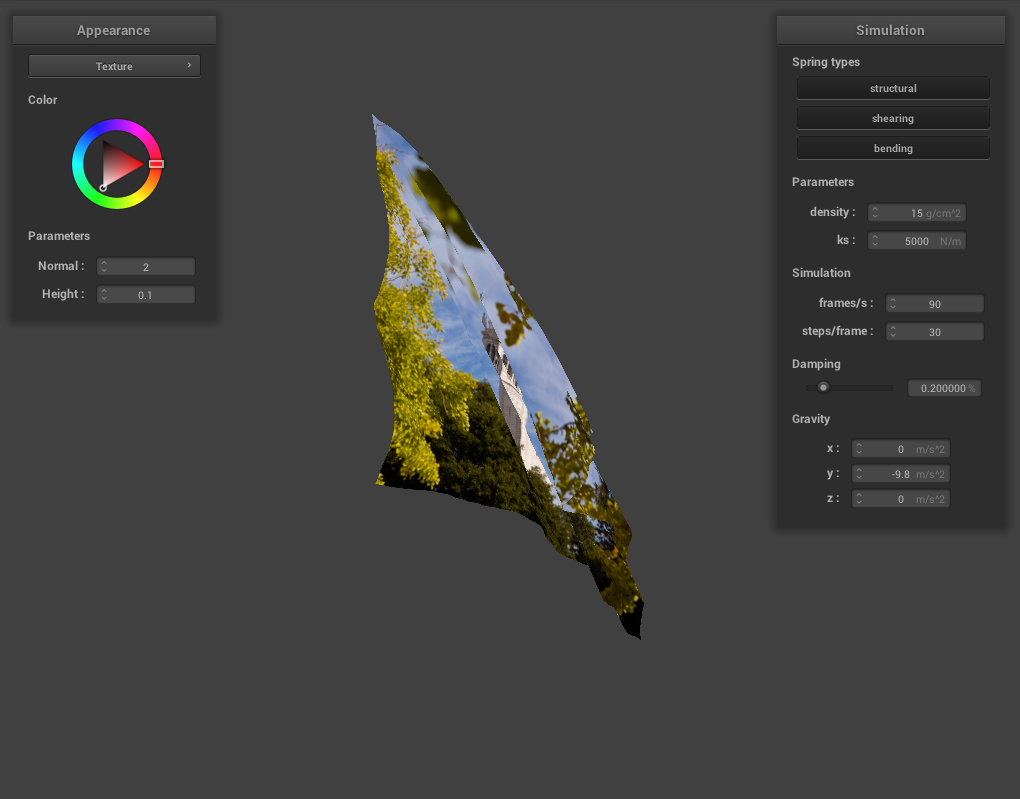 Appearance
Texture ›
Color
Parameters
Normal : 2
Height : 0.1
Simulation
Spring types
structural
shearing
bending
Parameters
density : 15 g/cm^2
ks : 5000 N/m
Simulation
frames/s : 90
steps/frame : 30
Damping
0.200000 %
Gravity
x : 0 m/s^2
y : -9.8 m/s^2
z : 0 m/s^2